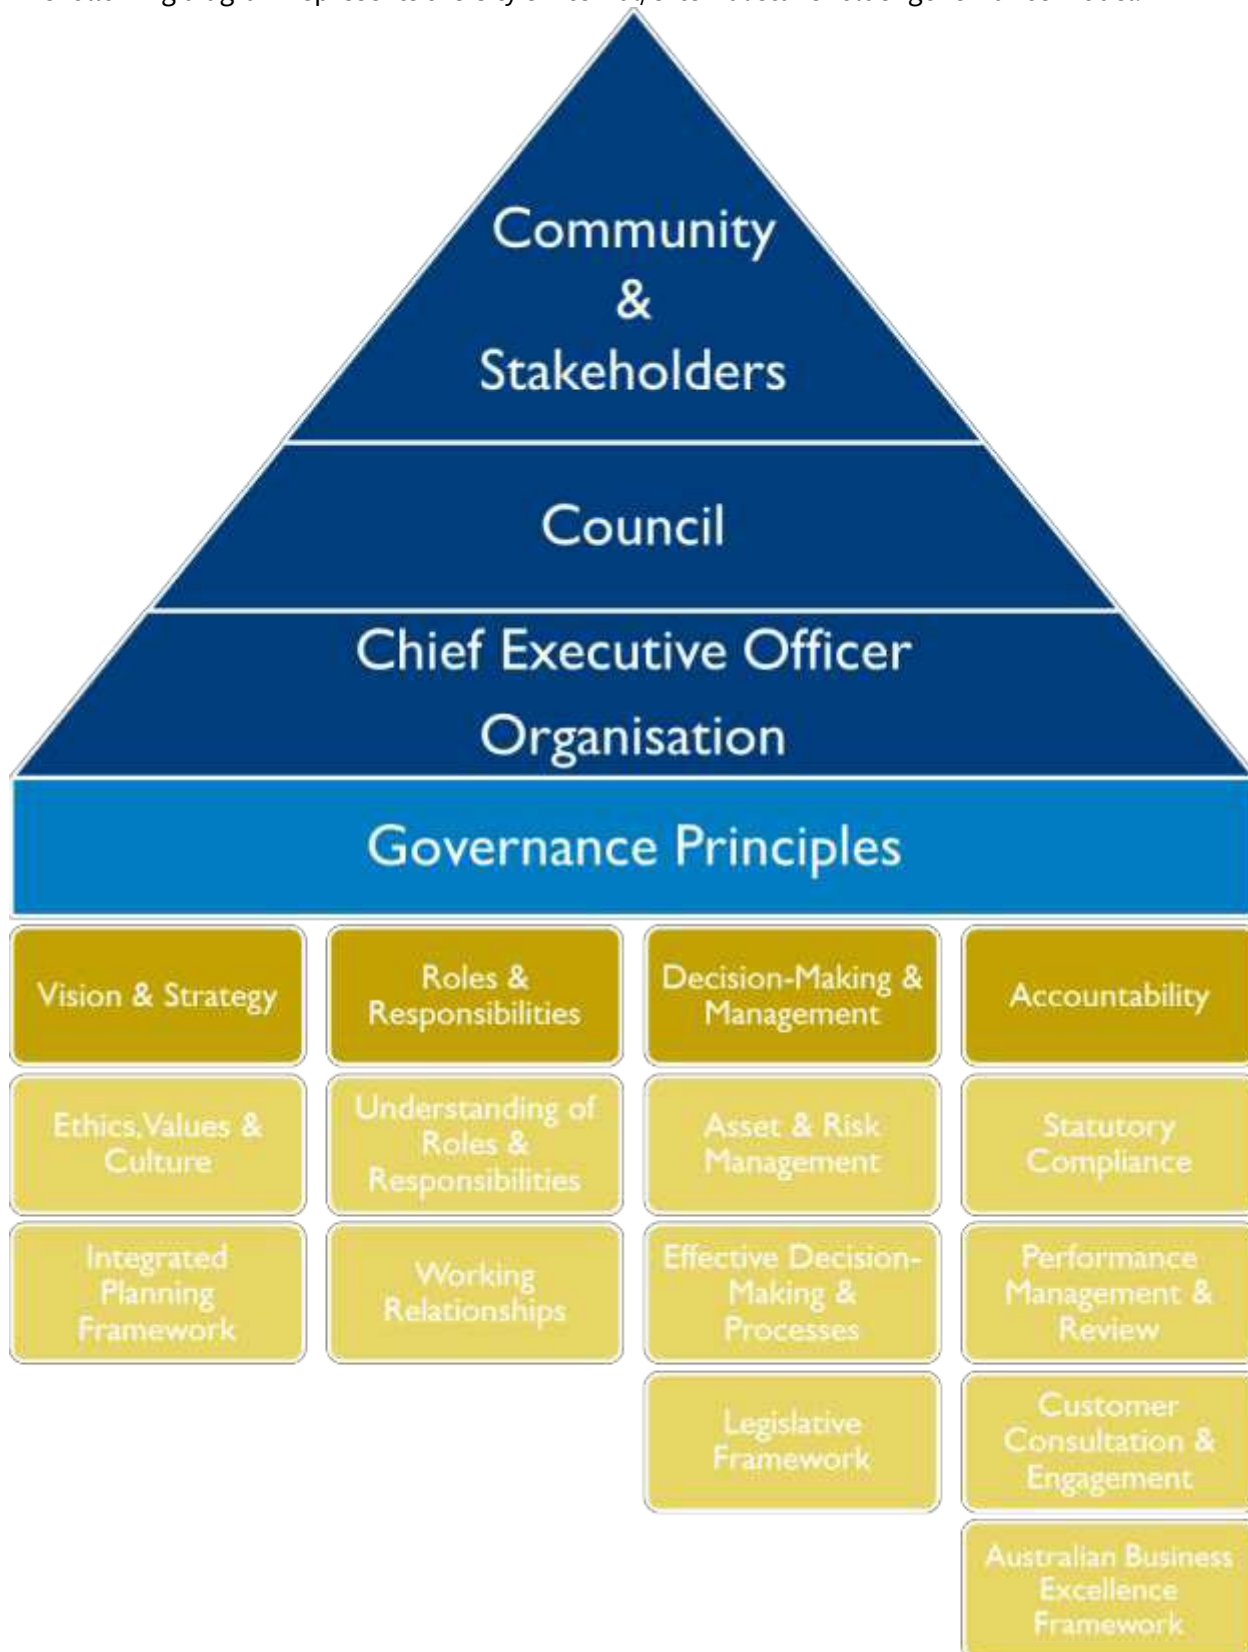 Community
&
Stakeholders
Council
Chief Executive Officer
Organisation
Governance Principles
Vision & Strategy
Roles &
Responsibilities
Decision-Making &
Management
Accountability
Ethics, Values &
Culture
Understanding of
Roles &
Responsibilities
Asset & Risk
Management
Statutory
Compliance
Integrated
Planning
Framework
Working
Relationships
Effective Decision-
Making &
Processes
Performance
Management &
Review
Legislative
Framework
Customer
Consultation &
Engagement
Australian Business
Excellence
Framework